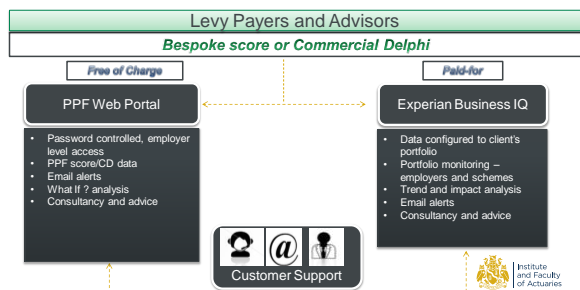 Levy Payers and Advisors
Bespoke score or Commercial Delphi
Free of Charge
Paid-for
PPF Web Portal
Experian Business IQ
• Password controlled, employer
level access
• PPF score/CD data
• Email alerts
• What If ? analysis
• Consultancy and advice
• Data configured to client's
portfolio
• Portfolio monitoring –
employers and schemes
• Trend and impact analysis
• Email alerts
• Consultancy and advice
@
Customer Support
Institute
and Faculty
of Actuaries